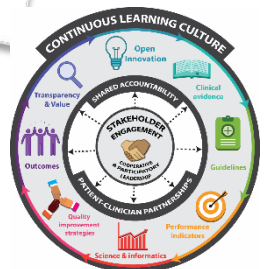 CONTINUOUS LEARNING CULTURE
Open
Innovation
Clinical
evidence
Guidelines
Performance
indicators
Science & informatics
Quality
improvement
strategies
Outcomes
Transparency
& Value
SHARED ACCOUNTABILITY
PATIENT-CLINICIAN PARTNERSHIPS
STAKEHOLDER
ENGAGEMENT
COOPERATIVE
& PARTICIPATORY
LEADERSHIP